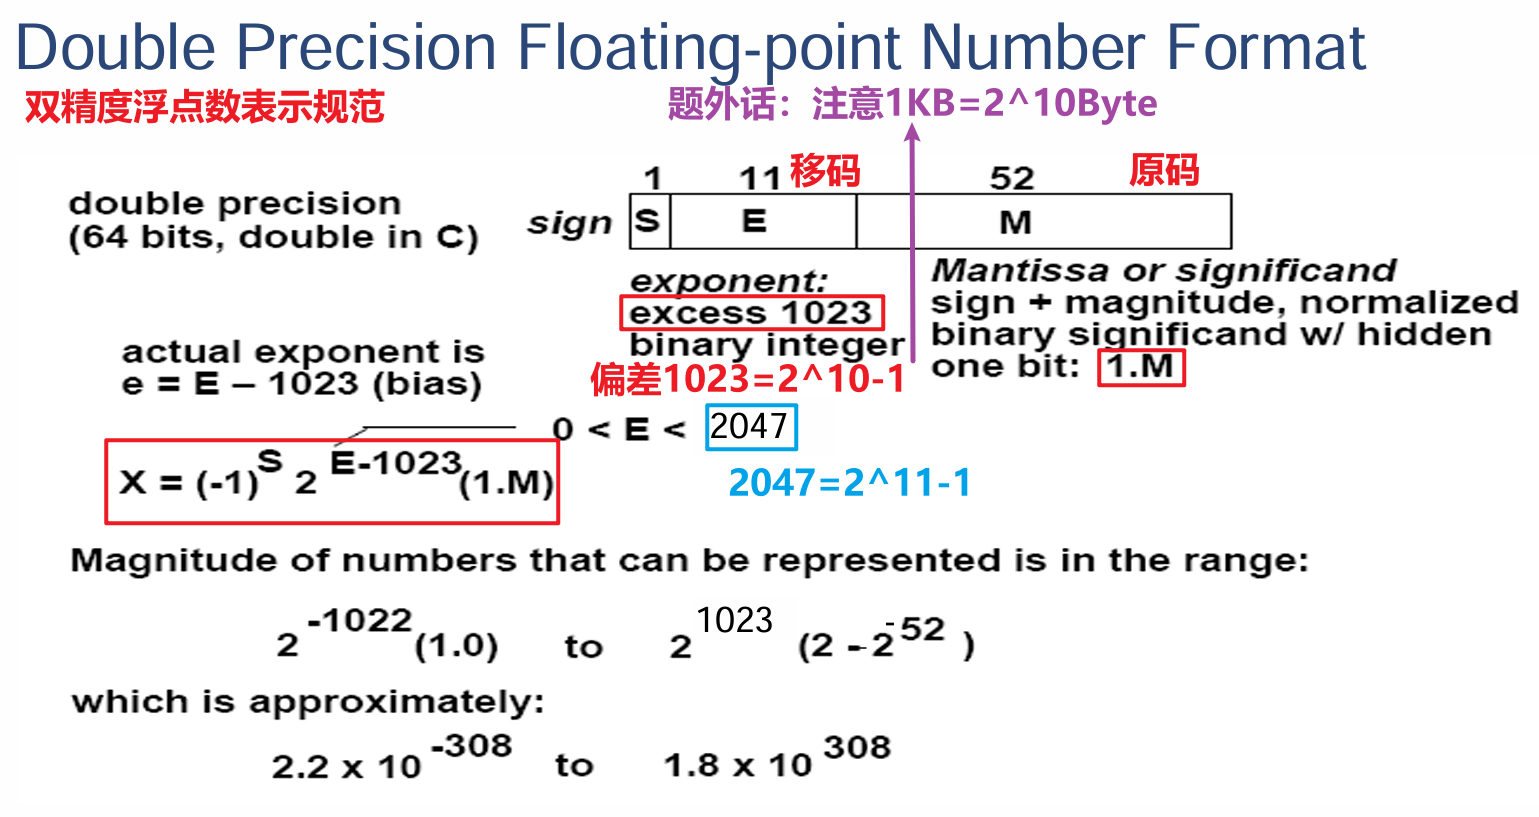 Double Precision Floating-point Number Format
双精度浮点数表示规范
题外话：注意1KB=2^10Byte
1 11 移码 52 原码
double precision
(64 bits, double in C)
sign S E M
exponent:
excess 1023
binary integer
偏差1023=2^10-1
Mantissa or significand
sign + magnitude, normalized
binary significand w/ hidden
one bit: 1.M
actual exponent is
e = E – 1023 (bias)
0 < E < 2047
2047=2^11-1
X = (-1)S 2 E-1023(1.M)
Magnitude of numbers that can be represented is in the range:
2 -1022(1.0) to 2 1023 (2 - 2-52 )
which is approximately:
2.2 x 10 -308 to 1.8 x 10 308